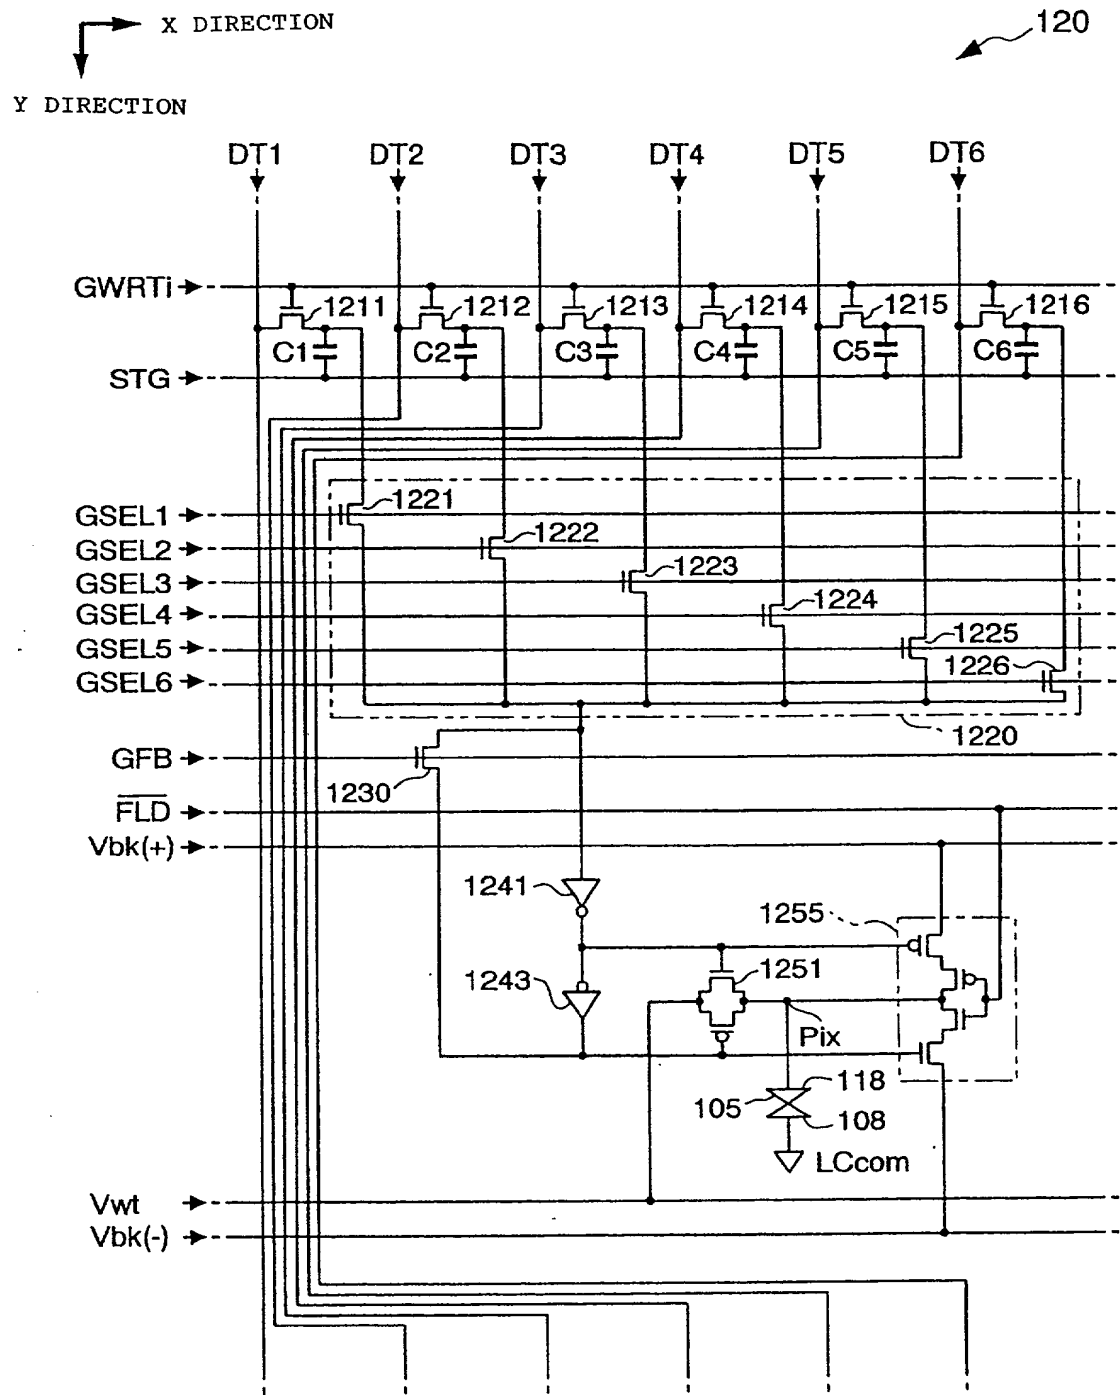 X DIRECTION
120
Y DIRECTION
DT1 DT2 DT3 DT4 DT5 DT6
GWRTi
1211 1212 1213 1214 1215 1216
C1 C2 C3 C4 C5 C6
STG
1221
GSEL1
1222
GSEL2
1223
GSEL3
1224
GSEL4
1225
GSEL5
1226
GSEL6
1220
GFB
1230
FLD
Vbk(+)
1241
1255
1251
1243
Pix
118
105
108
LCcom
Vwt
Vbk(-)